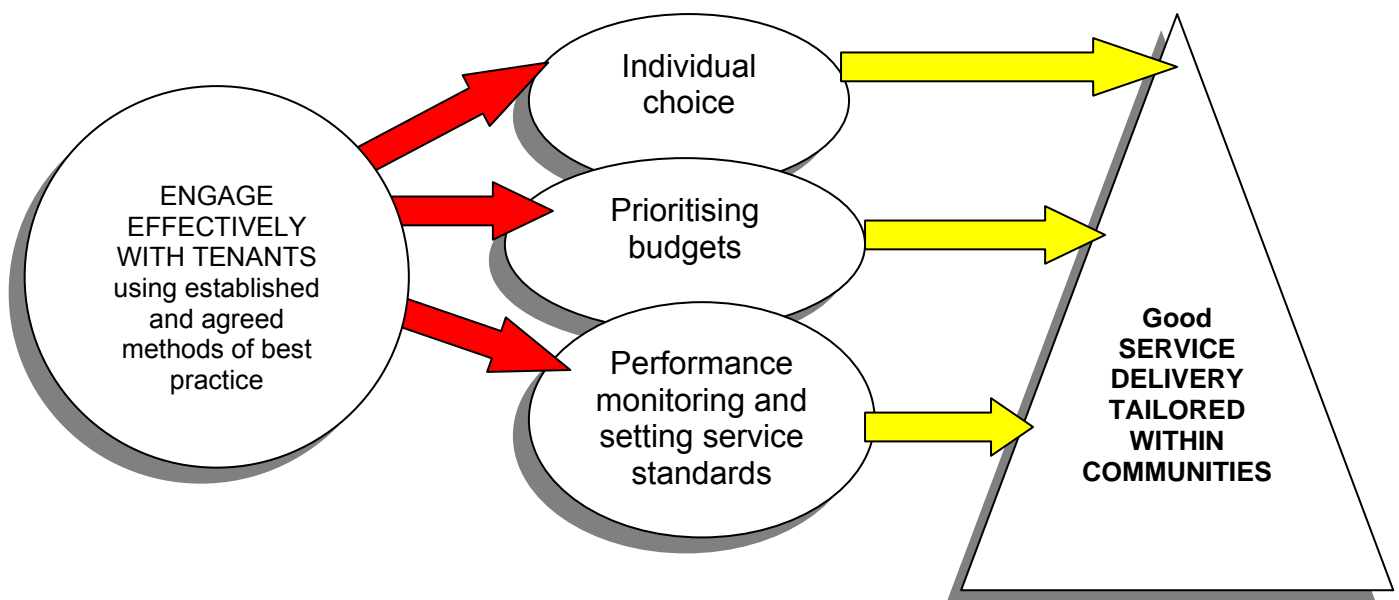 ENGAGE
EFFECTIVELY
WITH TENANTS
using established
and agreed
methods of best
practice
Individual
choice
Prioritising
budgets
Performance
monitoring and
setting service
standards
Good
SERVICE
DELIVERY
TAILORED
WITHIN
COMMUNITIES